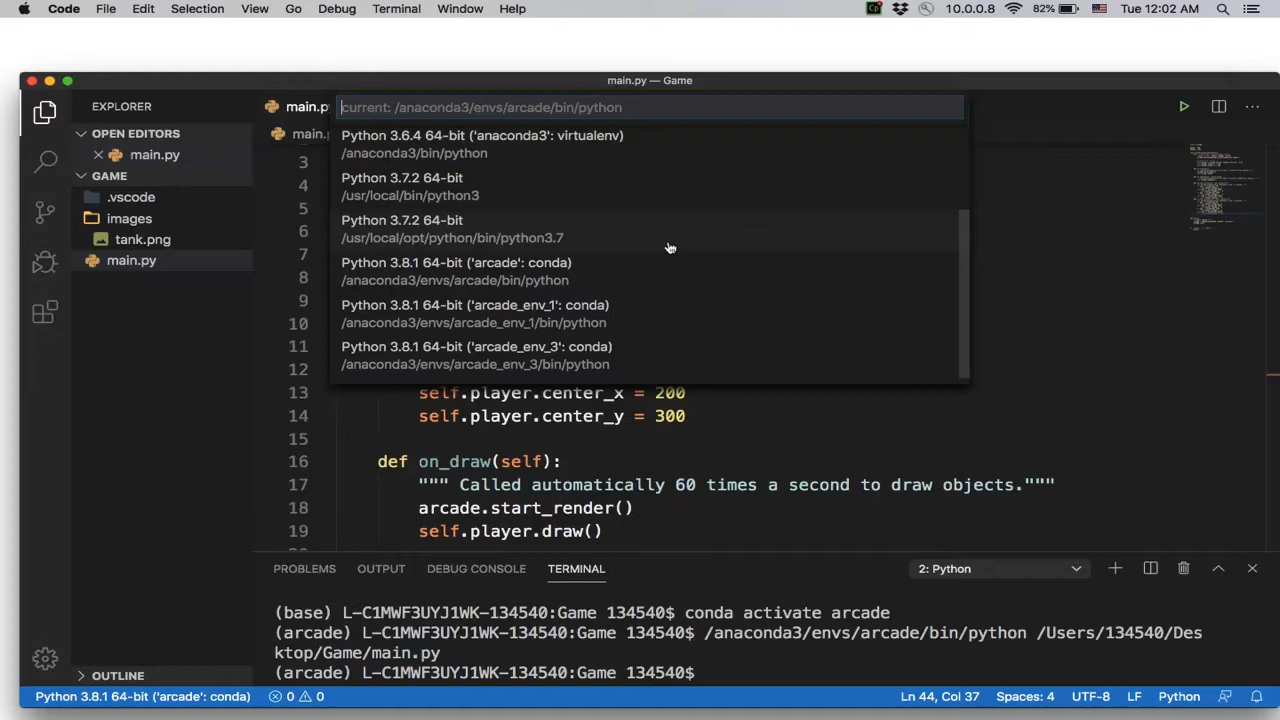 Code File Edit Selection View Go Debug Terminal Window Help 10.0.0.8 82% Tue 12:02 AM
main.py — Game
EXPLORER
OPEN EDITORS
main.py
GAME
.vscode
images
tank.png
main.py
OUTLINE
main.p
main.
current: /anaconda3/envs/arcade/bin/python
Python 3.6.4 64-bit ('anaconda3': virtualenv)
/anaconda3/bin/python
Python 3.7.2 64-bit
/usr/local/bin/python3
Python 3.7.2 64-bit
/usr/local/opt/python/bin/python3.7
Python 3.8.1 64-bit ('arcade': conda)
/anaconda3/envs/arcade/bin/python
Python 3.8.1 64-bit ('arcade_env_1': conda)
/anaconda3/envs/arcade_env_1/bin/python
Python 3.8.1 64-bit ('arcade_env_3': conda)
/anaconda3/envs/arcade_env_3/bin/python
3
4
5
6
7
8
9
10
11
12
13 self.player.center_x = 200
14 self.player.center_y = 300
15
16 def on_draw(self):
17 """ Called automatically 60 times a second to draw objects."""
18 arcade.start_render()
19 self.player.draw()
PROBLEMS OUTPUT DEBUG CONSOLE TERMINAL 2: Python
(base) L-C1MWF3UYJ1WK-134540:Game 134540$ conda activate arcade
(arcade) L-C1MWF3UYJ1WK-134540:Game 134540$ /anaconda3/envs/arcade/bin/python /Users/134540/Des
ktop/Game/main.py
(arcade) L-C1MWF3UYJ1WK-134540:Game 134540$
Python 3.8.1 64-bit ('arcade': conda) 0 0 Ln 44, Col 37 Spaces: 4 UTF-8 LF Python